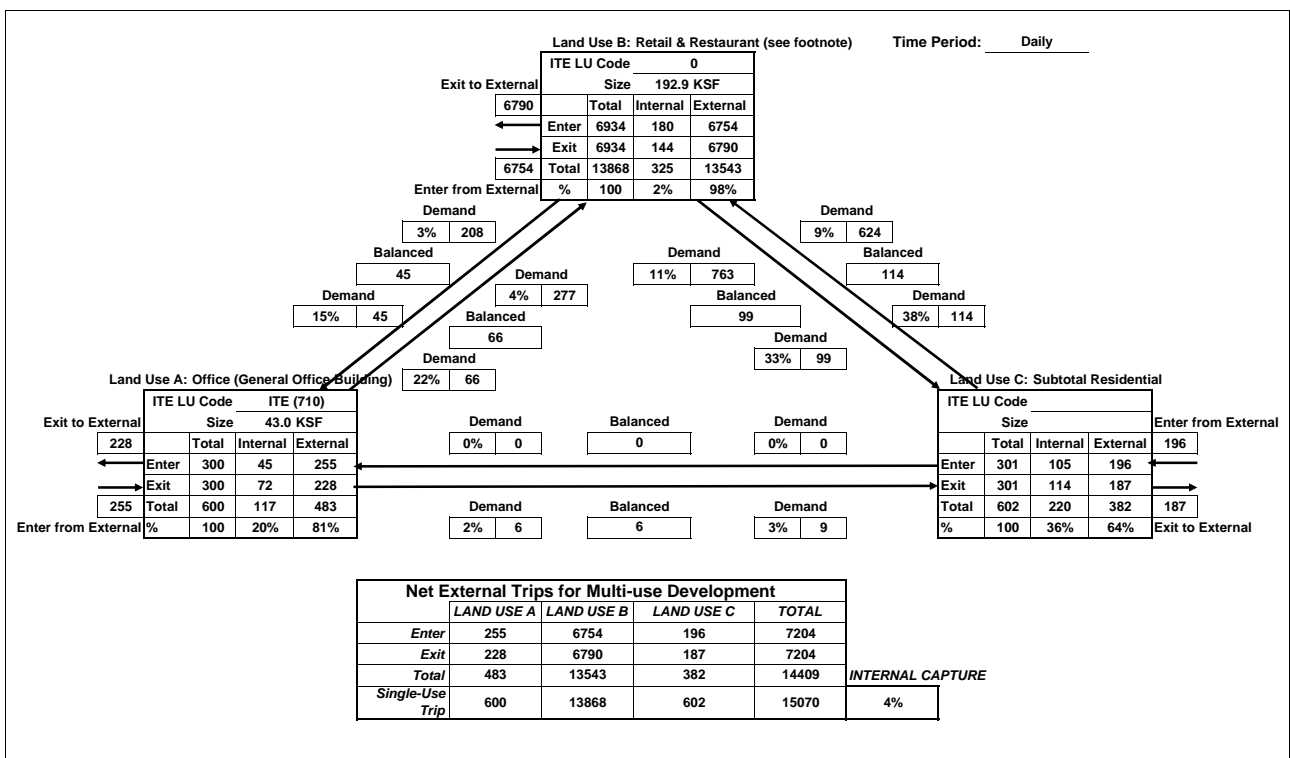 Land Use B: Retail & Restaurant (see footnote) Time Period: Daily
ITE LU Code 0
Exit to External Size 192.9 KSF
6790 Total Internal External
Enter 6934 180 6754
Exit 6934 144 6790
6754 Total 13868 325 13543
Enter from External % 100 2% 98%
Demand Demand
3% 208 9% 624
Balanced Demand Balanced
45 Demand 11% 763 114
Demand 4% 277 Balanced Demand
15% 45 Balanced 99 38% 114
66 Demand
Demand 33% 99
Land Use A: Office (General Office Building) 22% 66 Land Use C: Subtotal Residential
ITE LU Code ITE (710) ITE LU Code
Exit to External Size 43.0 KSF Demand Balanced Demand Size Enter from External
228 Total Internal External 0% 0 0 0% 0 Total Internal External 196
Enter 300 45 255 Enter 301 105 196
Exit 300 72 228 Exit 301 114 187
255 Total 600 117 483 Demand Balanced Demand Total 602 220 382 187
Enter from External % 100 20% 81% 2% 6 6 3% 9 % 100 36% 64% Exit to External
Net External Trips for Multi-use Development
LAND USE A LAND USE B LAND USE C TOTAL
Enter 255 6754 196 7204
Exit 228 6790 187 7204
Total 483 13543 382 14409 INTERNAL CAPTURE
Single-Use
Trip 600 13868 602 15070 4%